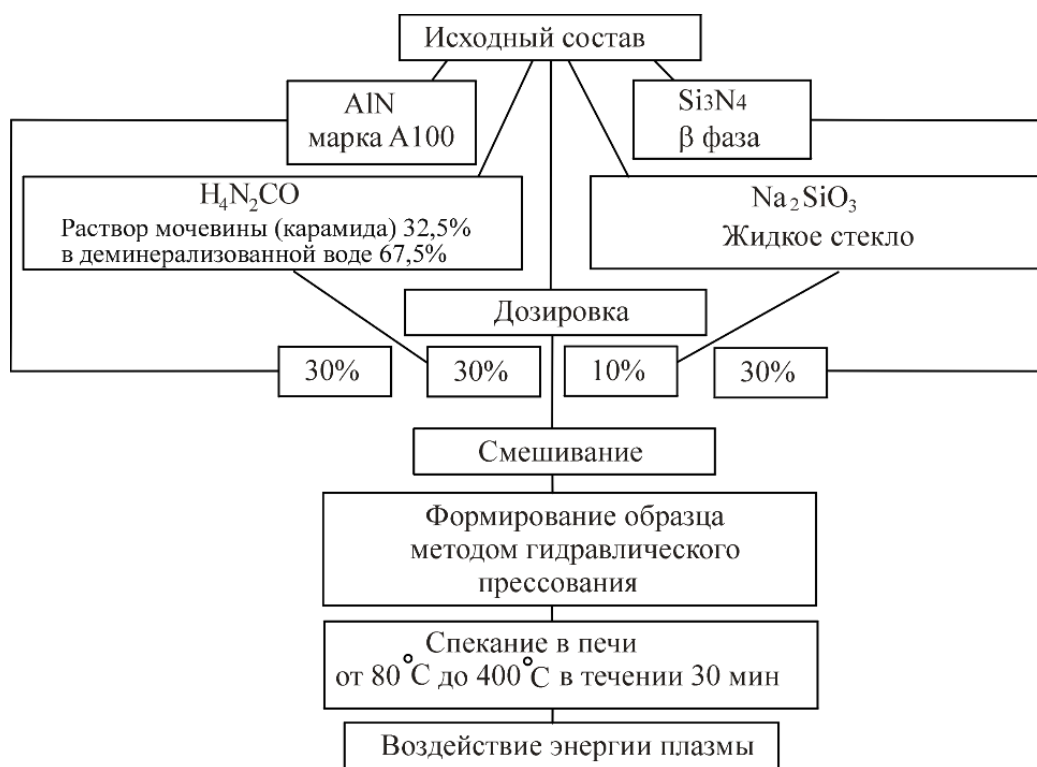 Исходный состав
AlN
марка А100
Si₃N₄
β фаза
H₄N₂CO
Раствор мочевины (карамида) 32,5%
в деминерализованной воде 67,5%
Na₂SiO₃
Жидкое стекло
Дозировка
30%
30%
10%
30%
Смешивание
Формирование образца
методом гидравлического
прессования
Спекание в печи
от 80°С до 400°С в течении 30 мин
Воздействие энергии плазмы